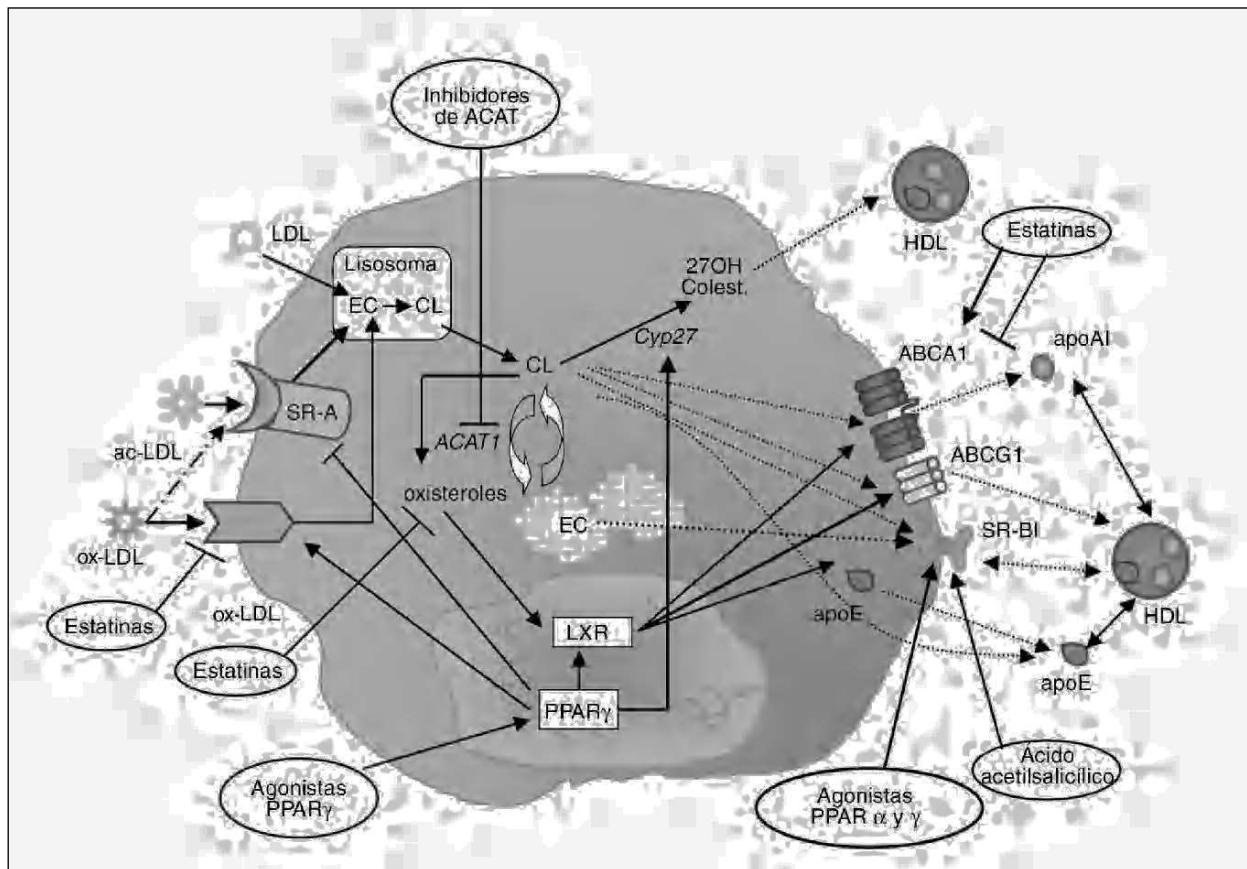 Inhibidores
de ACAT
HDL
Estatinas
LDL
Lisosoma
EC
CL
27OH
Colest.
Cyp27
CL
ABCA1
apoAI
SR-A
ACAT1
ac-LDL
ABCG1
oxisteroles
EC
SR-BI
ox-LDL
HDL
Estatinas
ox-LDL
Estatinas
LXR
apoE
apoE
PPARγ
Agonistas
PPARγ
Agonistas
PPAR α y γ
Acido
acetilsalicílico